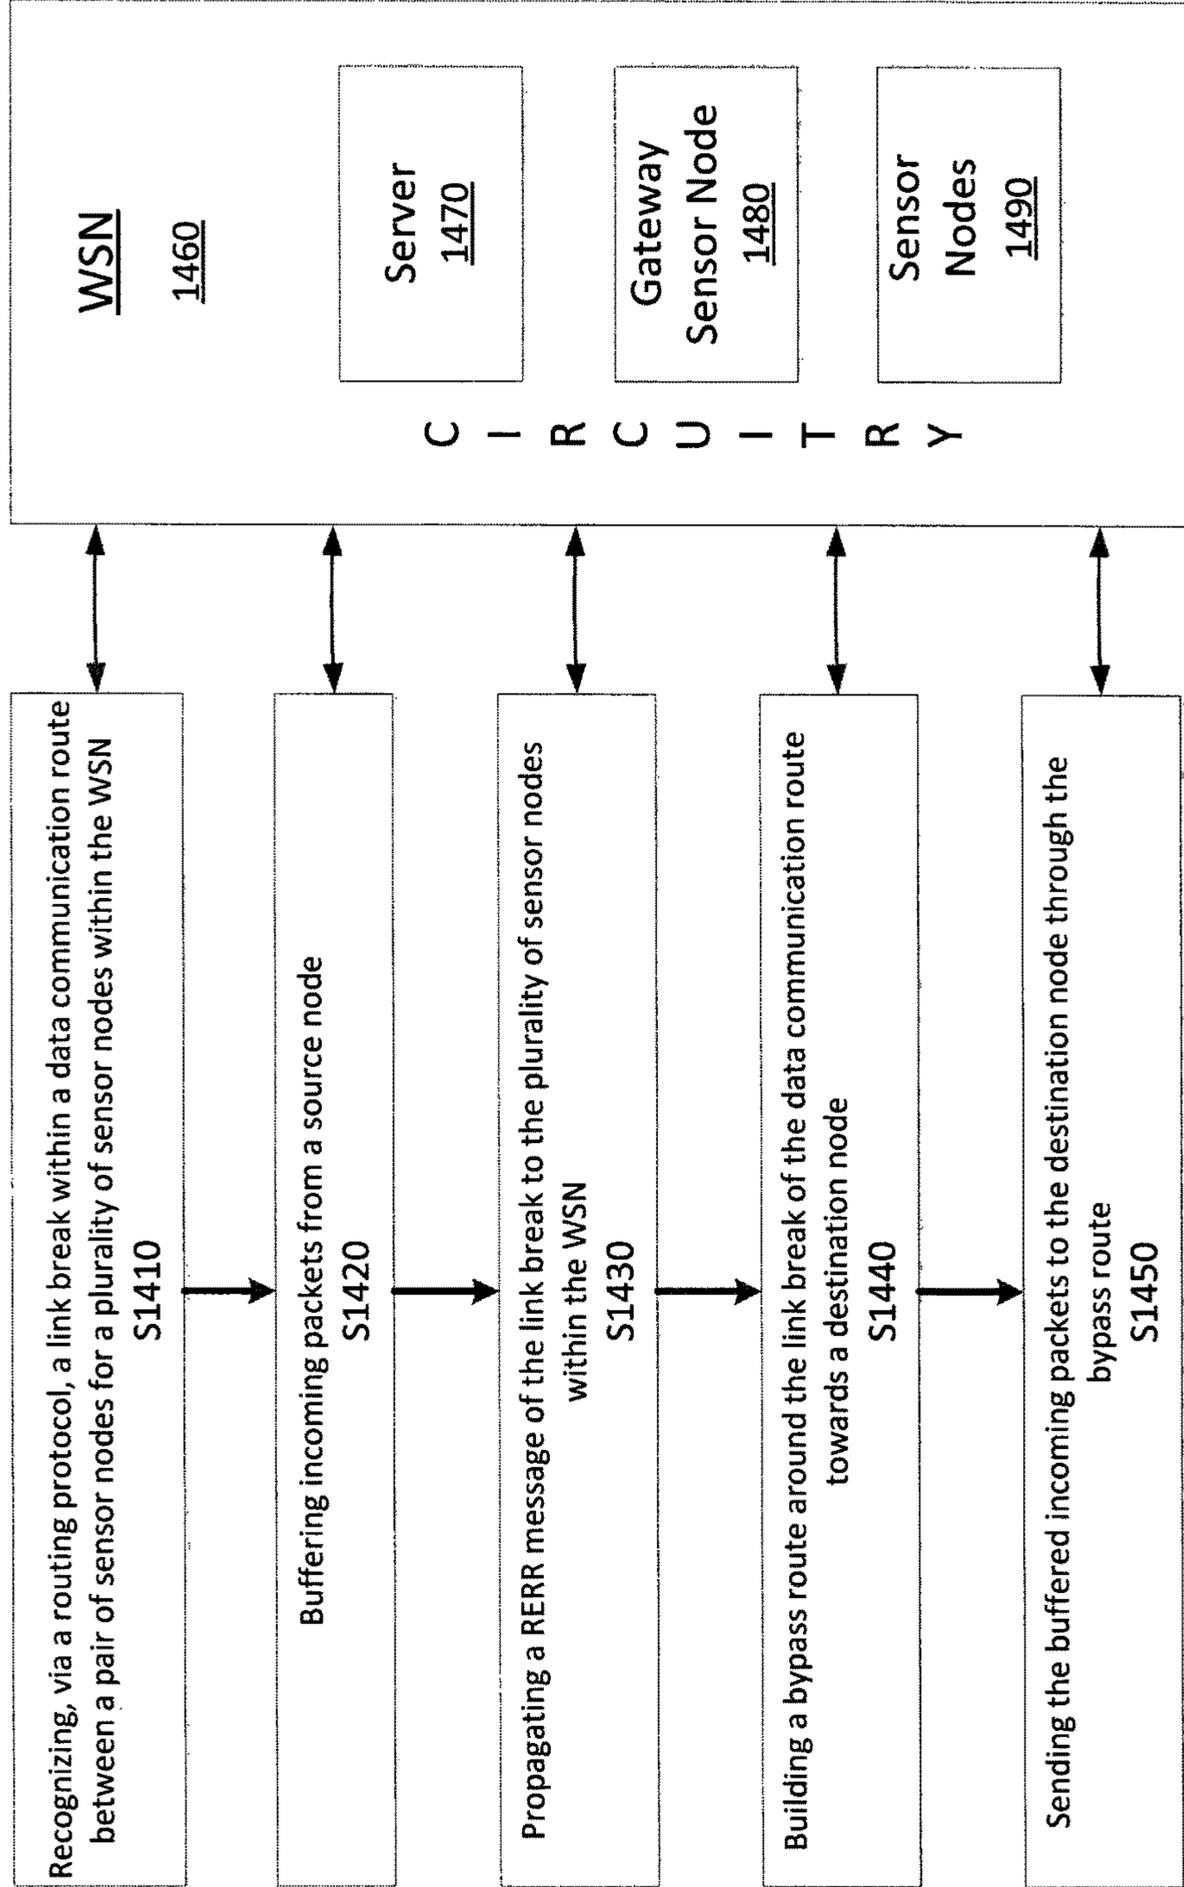 Recognizing, via a routing protocol, a link break within a data communication route
between a pair of sensor nodes for a plurality of sensor nodes within the WSN
S1410
Buffering incoming packets from a source node
S1420
Propagating a RERR message of the link break to the plurality of sensor nodes
within the WSN
S1430
Building a bypass route around the link break of the data communication route
towards a destination node
S1440
Sending the buffered incoming packets to the destination node through the
bypass route
S1450
WSN
1460
C
I
R
C
U
I
T
R
Y
Server
1470
Gateway
Sensor Node
1480
Sensor
Nodes
1490